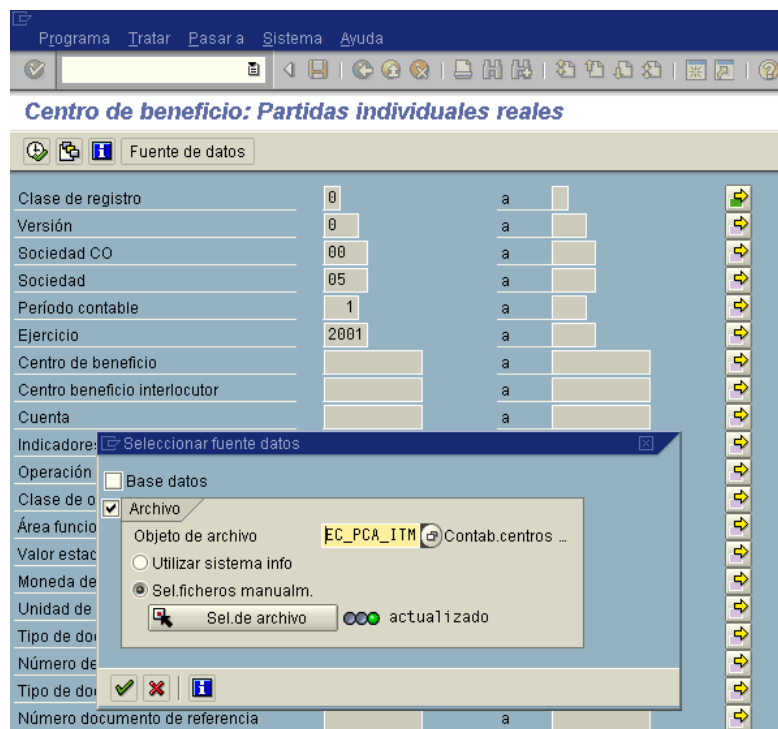 Programa Tratar Pasar a Sistema Ayuda
Centro de beneficio: Partidas individuales reales
Fuente de datos
Clase de registro 0 a
Versión 0 a
Sociedad CO 00 a
Sociedad 05 a
Período contable 1 a
Ejercicio 2001 a
Centro de beneficio a
Centro beneficio interlocutor a
Cuenta a
Indicadore
Seleccionar fuente datos
Operación
Base datos
Clase de o
Archivo
Área funcio
Objeto de archivo EC_PCA_ITM Contab.centros ...
Valor estad
Utilizar sistema info
Moneda de
Sel.ficheros manualm.
Unidad de
Sel.de archivo actualizado
Tipo de do
Número de
Tipo de do
Número documento de referencia a